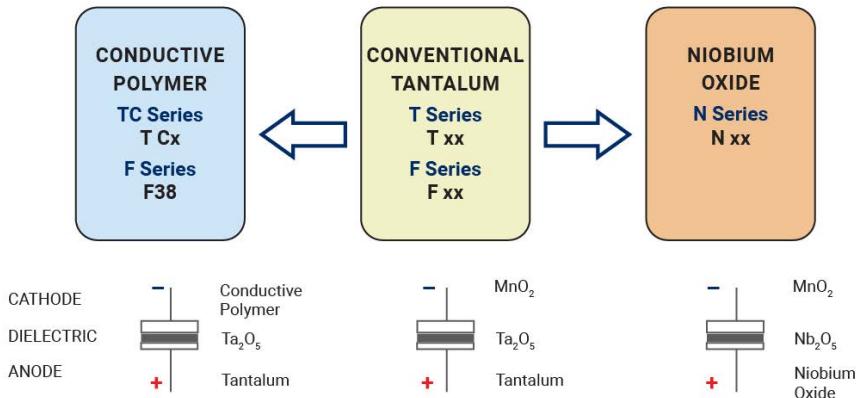 CONDUCTIVE
POLYMER
TC Series
T Cx
F Series
F38
CONVENTIONAL
TANTALUM
T Series
T xx
F Series
F xx
NIOBIUM
OXIDE
N Series
N xx
CATHODE
DIELECTRIC
ANODE
−
Conductive
Polymer
Ta₂O₅
+
Tantalum
−
MnO₂
Ta₂O₅
+
Tantalum
−
MnO₂
Nb₂O₅
+
Niobium
Oxide